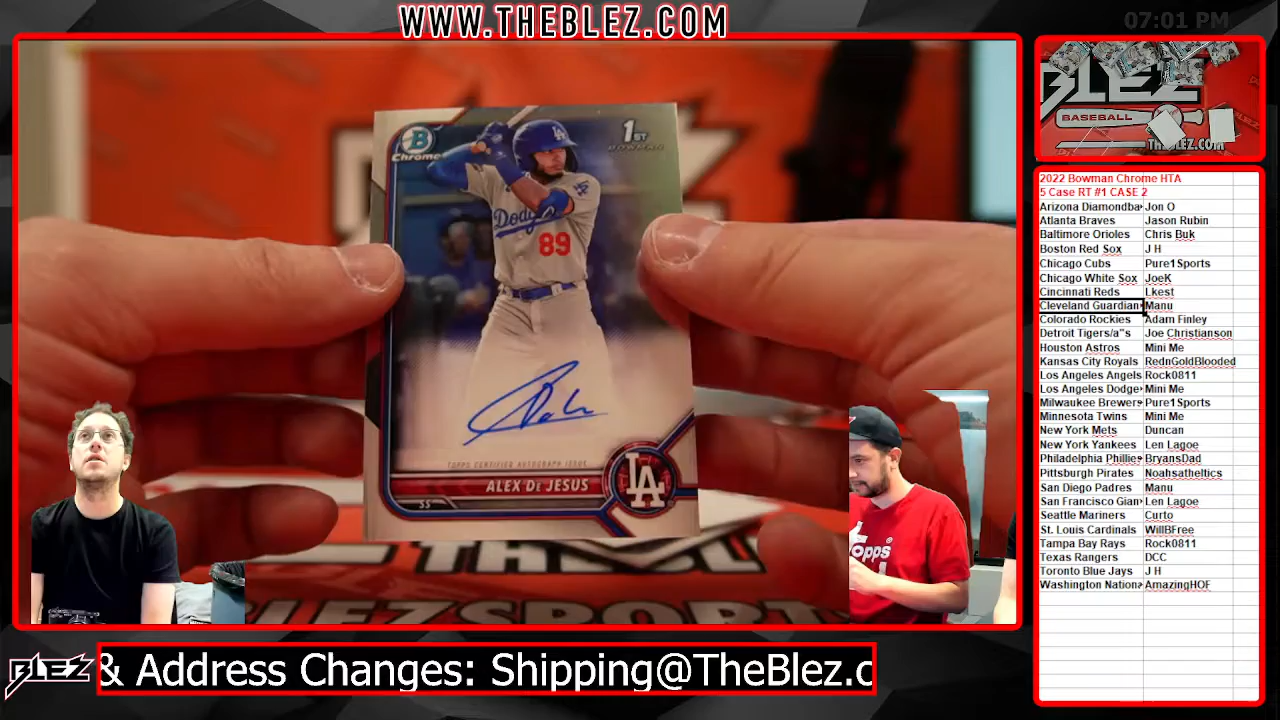 WWW.THEBLEZ.COM
07:01 PM
B
Chrome
1ST
BOWMAN
LA
Dodgers
89
TOPPS CERTIFIED AUTOGRAPH ISSUE
ALEX De JESUS
SS
LA
BLEZ
BASEBALL
THEBLEZ.COM
2022 Bowman Chrome HTA
5 Case RT #1 CASE 2
Arizona Diamondba Jon O
Atlanta Braves Jason Rubin
Baltimore Orioles Chris Buk
Boston Red Sox J H
Chicago Cubs Pure1Sports
Chicago White Sox JoeK
Cincinnati Reds Lkest
Cleveland Guardian Manu
Colorado Rockies Adam Finley
Detroit Tigers/a"s Joe Christianson
Houston Astros Mini Me
Kansas City Royals RednGoldBlooded
Los Angeles Angels Rock0811
Los Angeles Dodge Mini Me
Milwaukee Brewers Pure1Sports
Minnesota Twins Mini Me
New York Mets Duncan
New York Yankees Len Lagoe
Philadelphia Phillie BryansDad
Pittsburgh Pirates Noahsatheltics
San Diego Padres Manu
San Francisco Gian Len Lagoe
Seattle Mariners Curto
St. Louis Cardinals WillBFree
Tampa Bay Rays Rock0811
Texas Rangers DCC
Toronto Blue Jays J H
Washington Nationa AmazingHOF
opps
BLEZSPORT
BLEZ
& Address Changes: Shipping@TheBlez.c